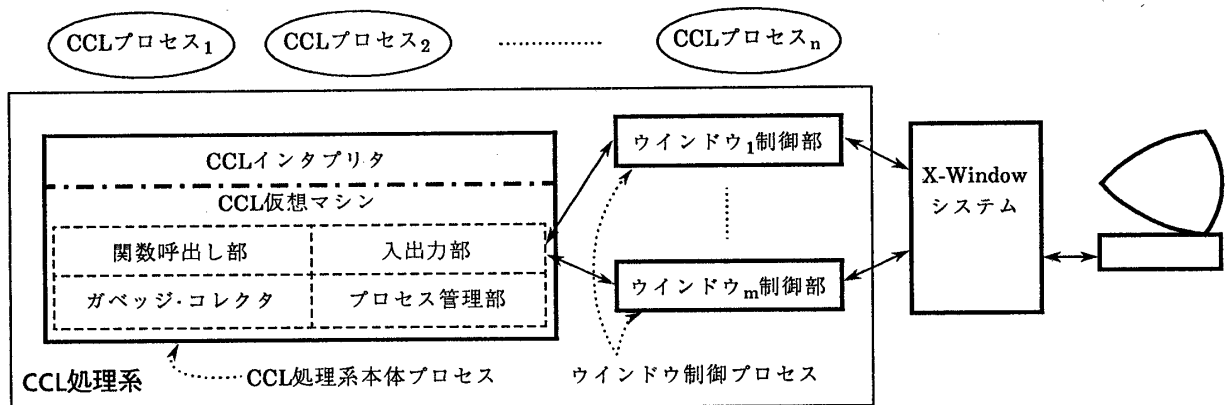 CCLプロセス1
CCLプロセス2
CCLプロセスn
CCLインタプリタ
CCL仮想マシン
関数呼出し部
入出力部
ガベッジ·コレクタ
プロセス管理部
ウインドウ1制御部
ウインドウm制御部
X-Window
システム
CCL処理系
CCL処理系本体プロセス
ウインドウ制御プロセス